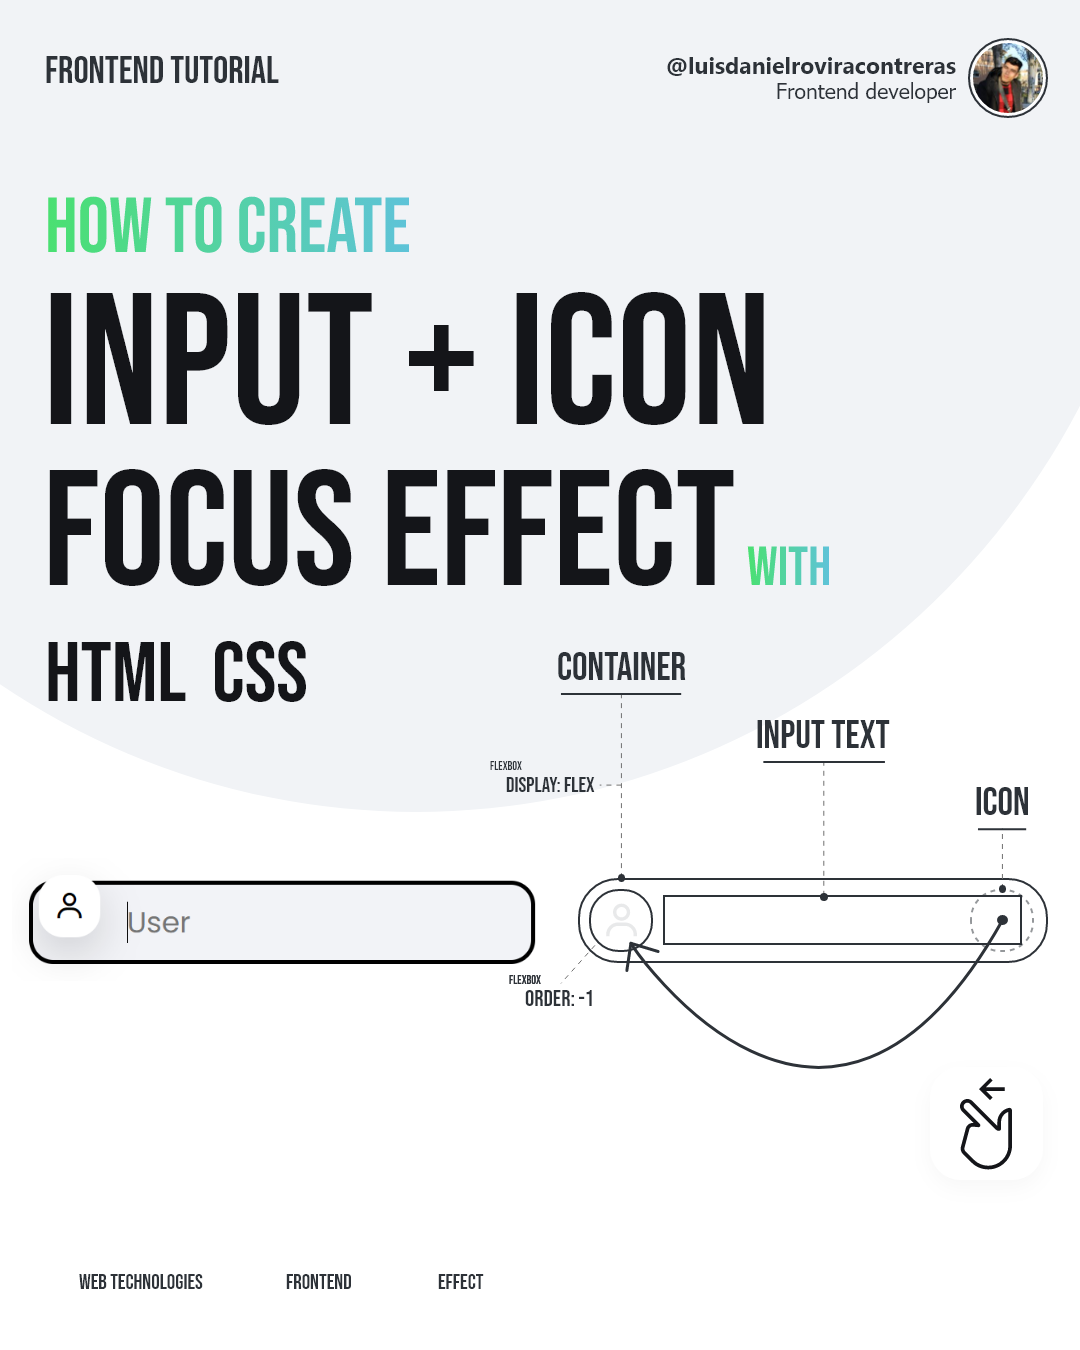 FRONTEND TUTORIAL
@luisdanielroviracontreras
Frontend developer
HOW TO CREATE
INPUT + ICON
FOCUS EFFECT WITH
HTML CSS
CONTAINER
INPUT TEXT
FLEXBOX
DISPLAY: FLEX
ICON
User
FLEXBOX
ORDER: -1
WEB TECHNOLOGIES
FRONTEND
EFFECT